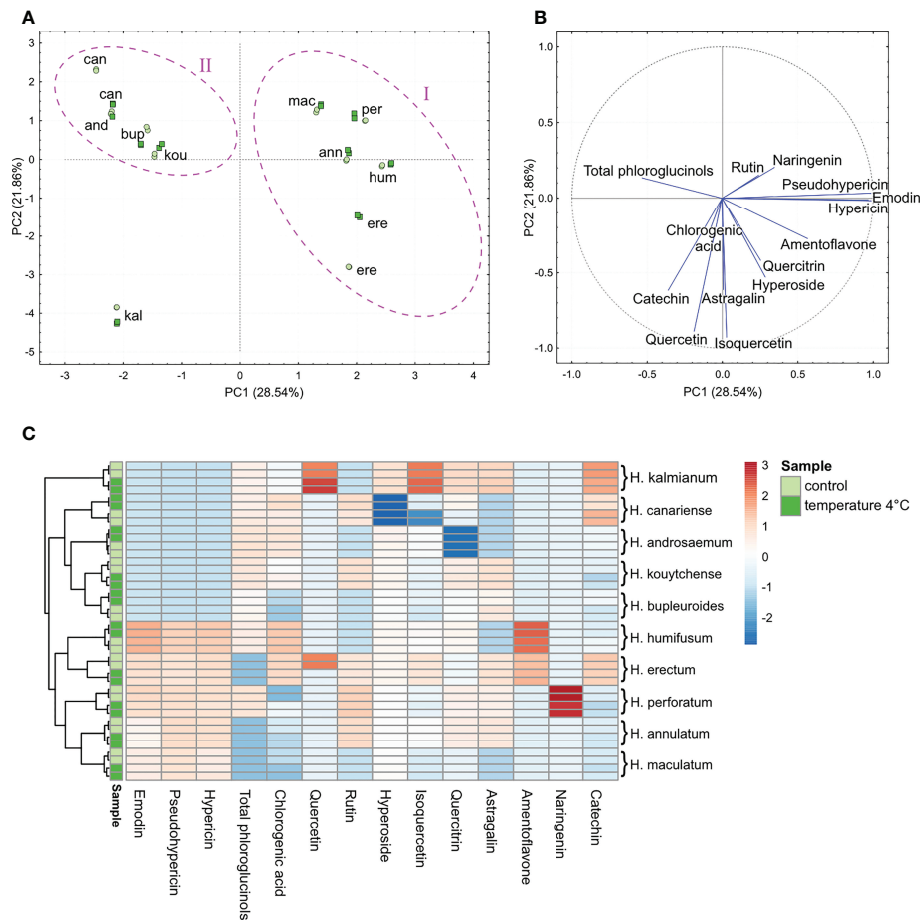 A
3
2
1
0
-1
-2
-3
-4
-5
PC2 (21.86%)
can
II
can
and
bup
kou
kal
I
mac
per
ann
hum
ere
ere
-3
-2
-1
0
1
2
3
4
PC1 (28.54%)
B
1.0
0.5
0.0
-0.5
-1.0
PC2 (21.86%)
Total phloroglucinols
Rutin
Naringenin
Pseudohypericin
Emodin
Hypericin
Chlorogenic
acid
Amentoflavone
Quercitrin
Hyperoside
Catechin
Astragalin
Quercetin
Isoquercetin
-1.0
-0.5
0.0
0.5
1.0
PC1 (28.54%)
C
H. kalmianum
H. canariense
H. androsaemum
H. kouytchense
H. bupleuroides
H. humifusum
H. erectum
H. perforatum
H. annulatum
H. maculatum
3
2
1
0
-1
-2
Sample
control
temperature 4°C
Sample
Emodin
Pseudohypericin
Hypericin
Total phloroglucinols
Chlorogenic acid
Quercetin
Rutin
Hyperoside
Isoquercetin
Quercitrin
Astragalin
Amentoflavone
Naringenin
Catechin